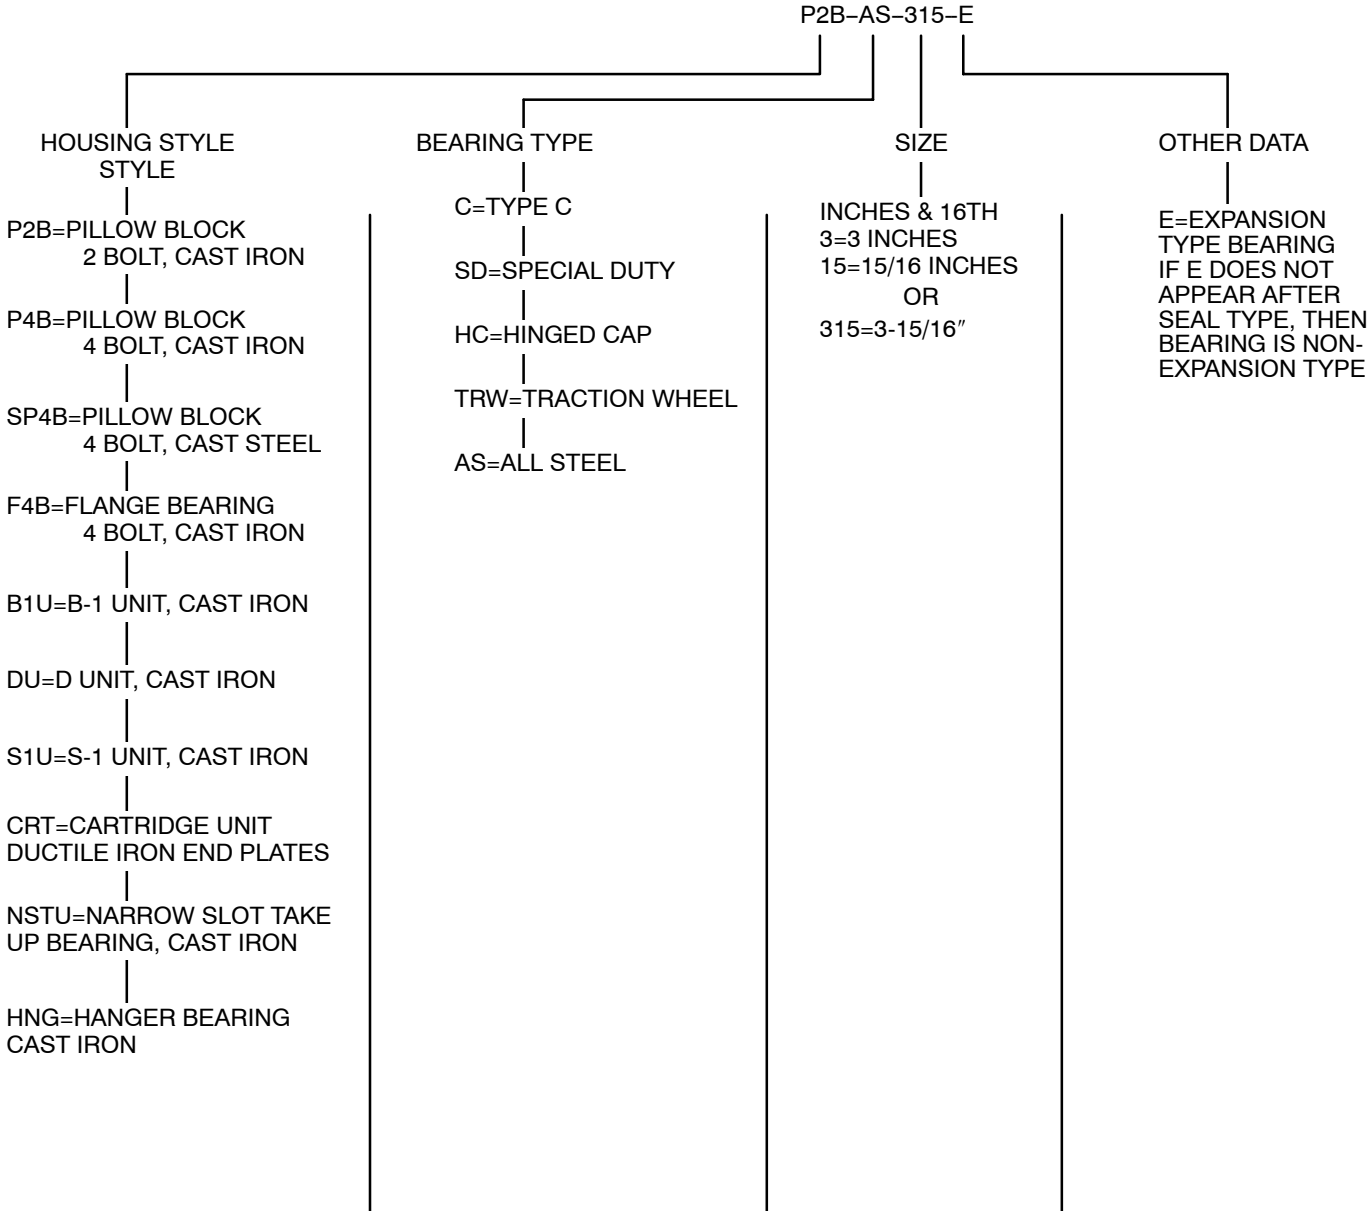 P2B–AS–315–E
HOUSING STYLE
STYLE
P2B=PILLOW BLOCK
2 BOLT, CAST IRON
P4B=PILLOW BLOCK
4 BOLT, CAST IRON
SP4B=PILLOW BLOCK
4 BOLT, CAST STEEL
F4B=FLANGE BEARING
4 BOLT, CAST IRON
B1U=B-1 UNIT, CAST IRON
DU=D UNIT, CAST IRON
S1U=S-1 UNIT, CAST IRON
CRT=CARTRIDGE UNIT
DUCTILE IRON END PLATES
NSTU=NARROW SLOT TAKE
UP BEARING, CAST IRON
HNG=HANGER BEARING
CAST IRON
BEARING TYPE
C=TYPE C
SD=SPECIAL DUTY
HC=HINGED CAP
TRW=TRACTION WHEEL
AS=ALL STEEL
SIZE
INCHES & 16TH
3=3 INCHES
15=15/16 INCHES
OR
315=3-15/16″
OTHER DATA
E=EXPANSION
TYPE BEARING
IF E DOES NOT
APPEAR AFTER
SEAL TYPE, THEN
BEARING IS NON-
EXPANSION TYPE